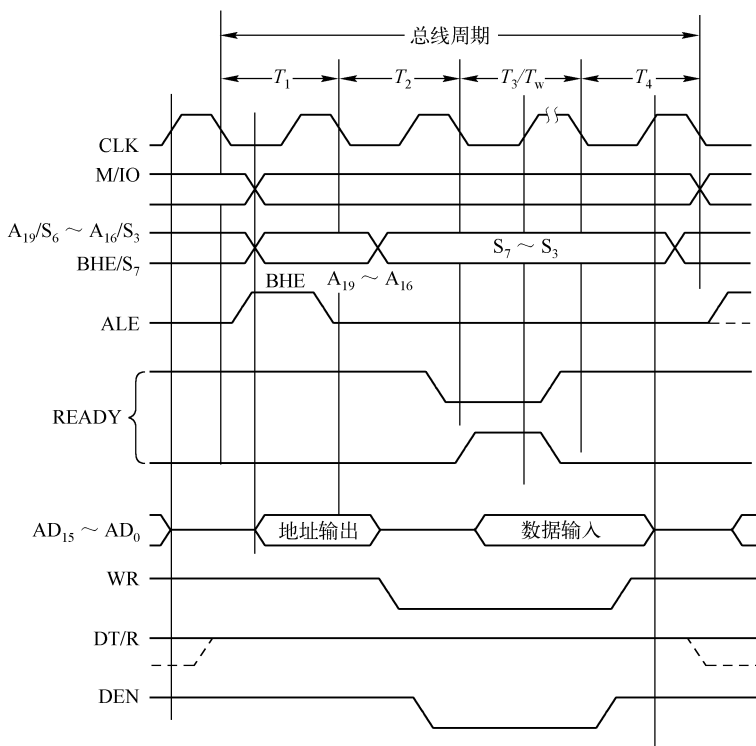 总线周期
T₁ T₂ T₃/T_w T₄
CLK
M/IO
A₁₉/S₆ ～ A₁₆/S₃
S₇ ～ S₃
BHE/S₇
BHE A₁₉ ～ A₁₆
ALE
READY
AD₁₅ ～ AD₀ 地址输出 数据输入
WR
DT/R
DEN